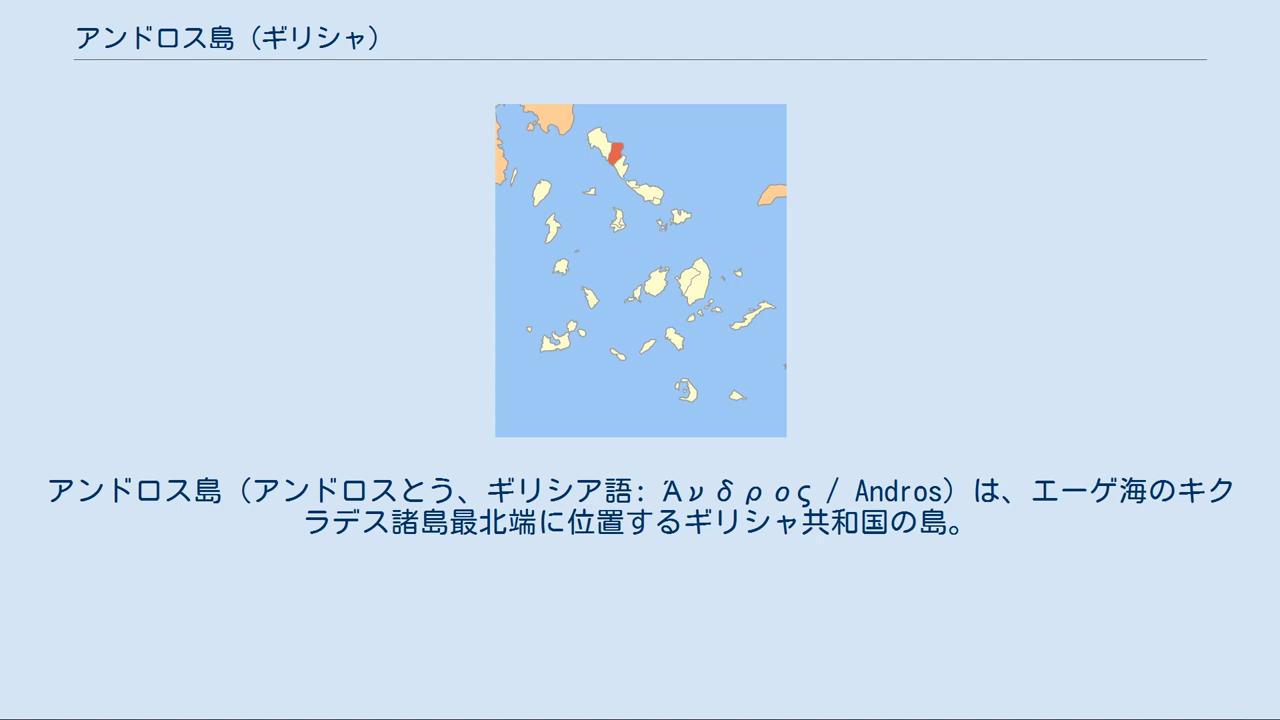 アンドロス島（ギリシャ）
アンドロス島（アンドロスとう、ギリシア語: Άνδρος / Andros）は、エーゲ海のキク
ラデス諸島最北端に位置するギリシャ共和国の島。